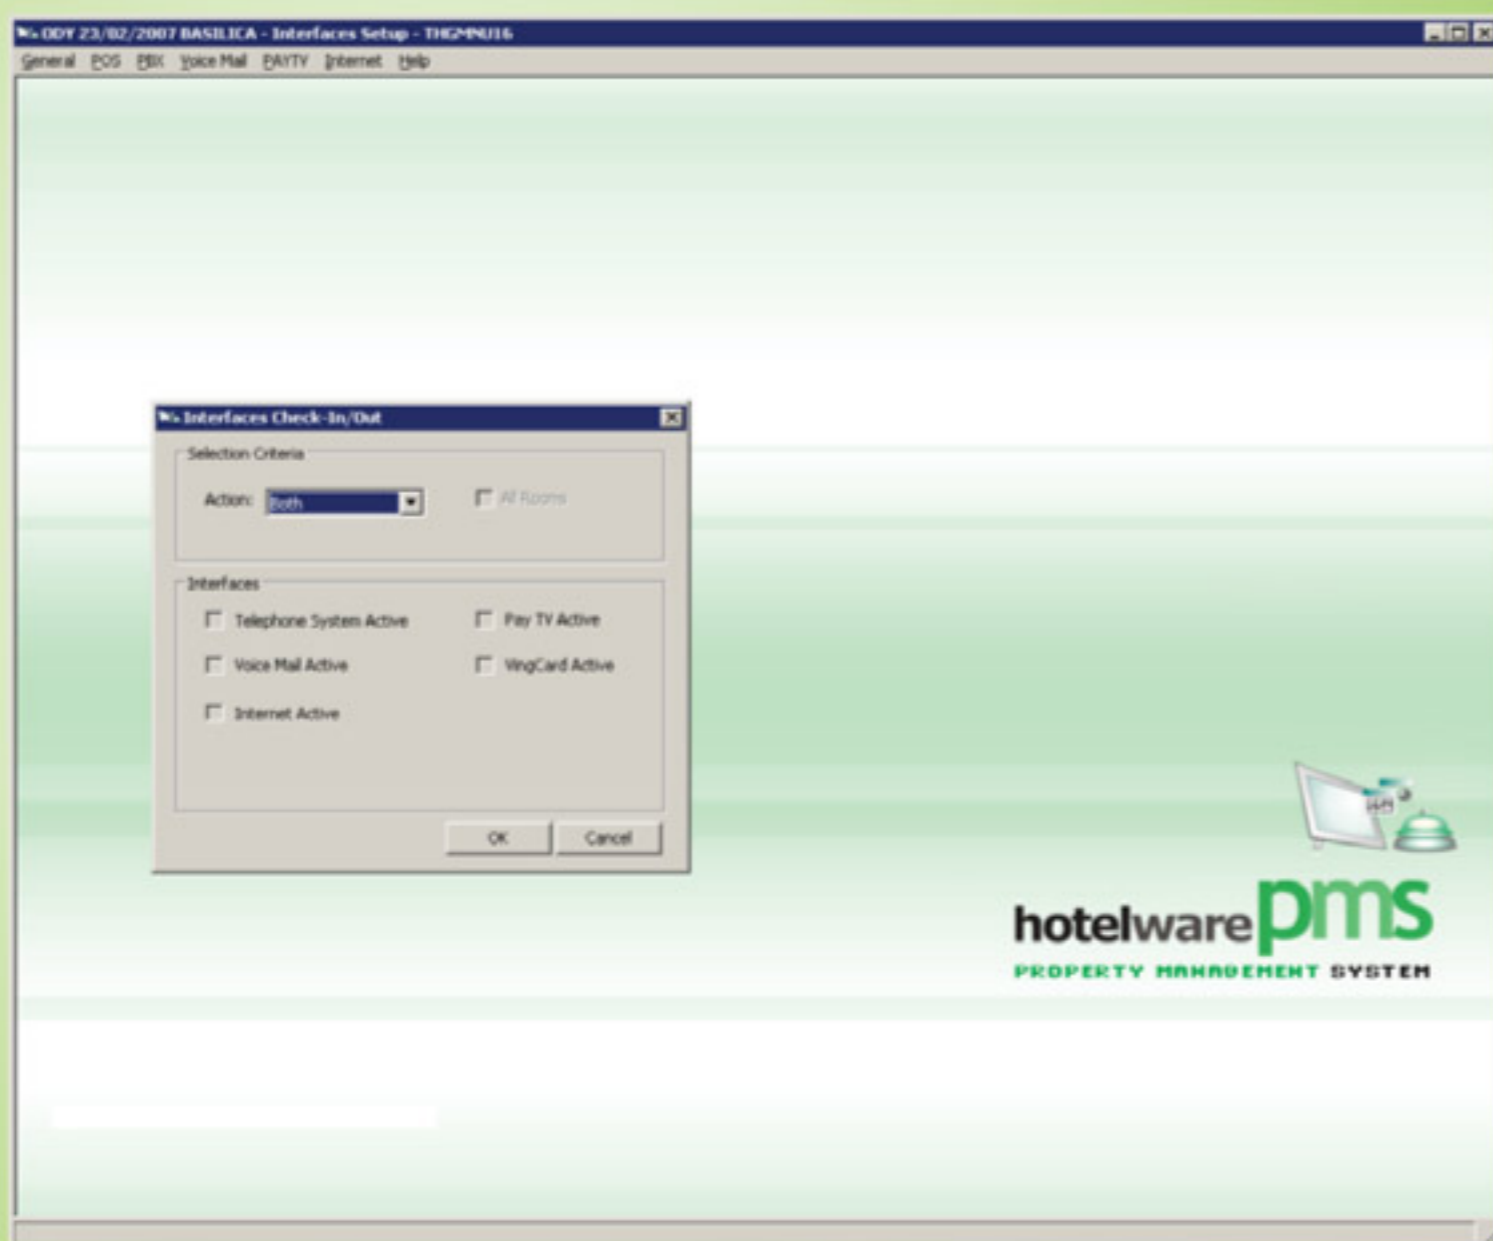 ODY 23/02/2007 BASILICA - Interfaces Setup - THGMNU16
General POS PBX Voice Mail PAYTV Internet Help
Interfaces Check-In/Out
Selection Criteria
Action: Both All Rooms
Interfaces
Telephone System Active Pay TV Active
Voice Mail Active VingCard Active
Internet Active
OK Cancel
hotelware pms
PROPERTY MANAGEMENT SYSTEM